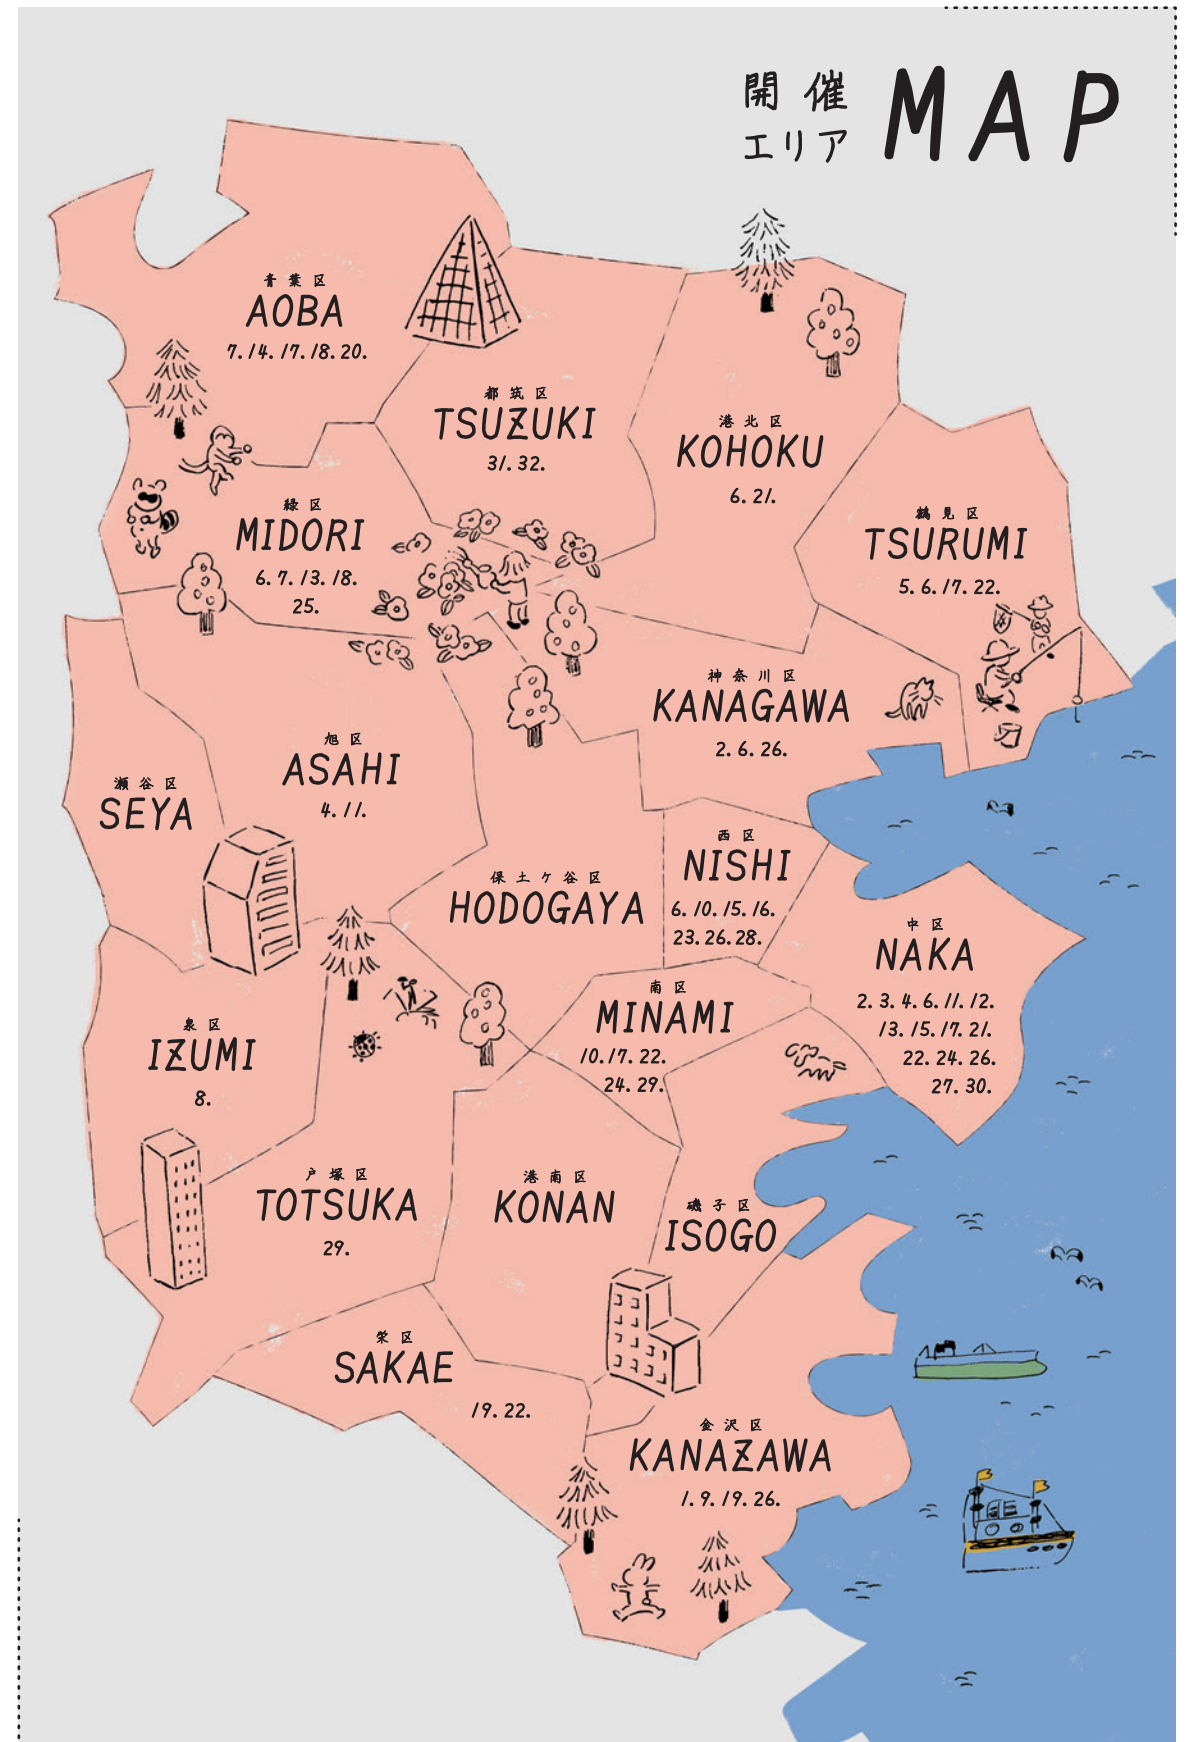 開催
エリア
MAP
青葉区
AOBA
7. 14. 17. 18. 20.
都筑区
TSUZUKI
31. 32.
港北区
KOHOKU
6. 21.
緑区
MIDORI
6. 7. 13. 18.
25.
鶴見区
TSURUMI
5. 6. 17. 22.
神奈川区
KANAGAWA
2. 6. 26.
旭区
ASAHI
4. 11.
瀬谷区
SEYA
西区
NISHI
6. 10. 15. 16.
23. 26. 28.
保土ケ谷区
HODOGAYA
中区
NAKA
2. 3. 4. 6. 11. 12.
13. 15. 17. 21.
22. 24. 26.
27. 30.
南区
MINAMI
10. 17. 22.
24. 29.
泉区
IZUMI
8.
戸塚区
TOTSUKA
29.
港南区
KONAN
磯子区
ISOGO
栄区
SAKAE
19. 22.
金沢区
KANAZAWA
1. 9. 19. 26.